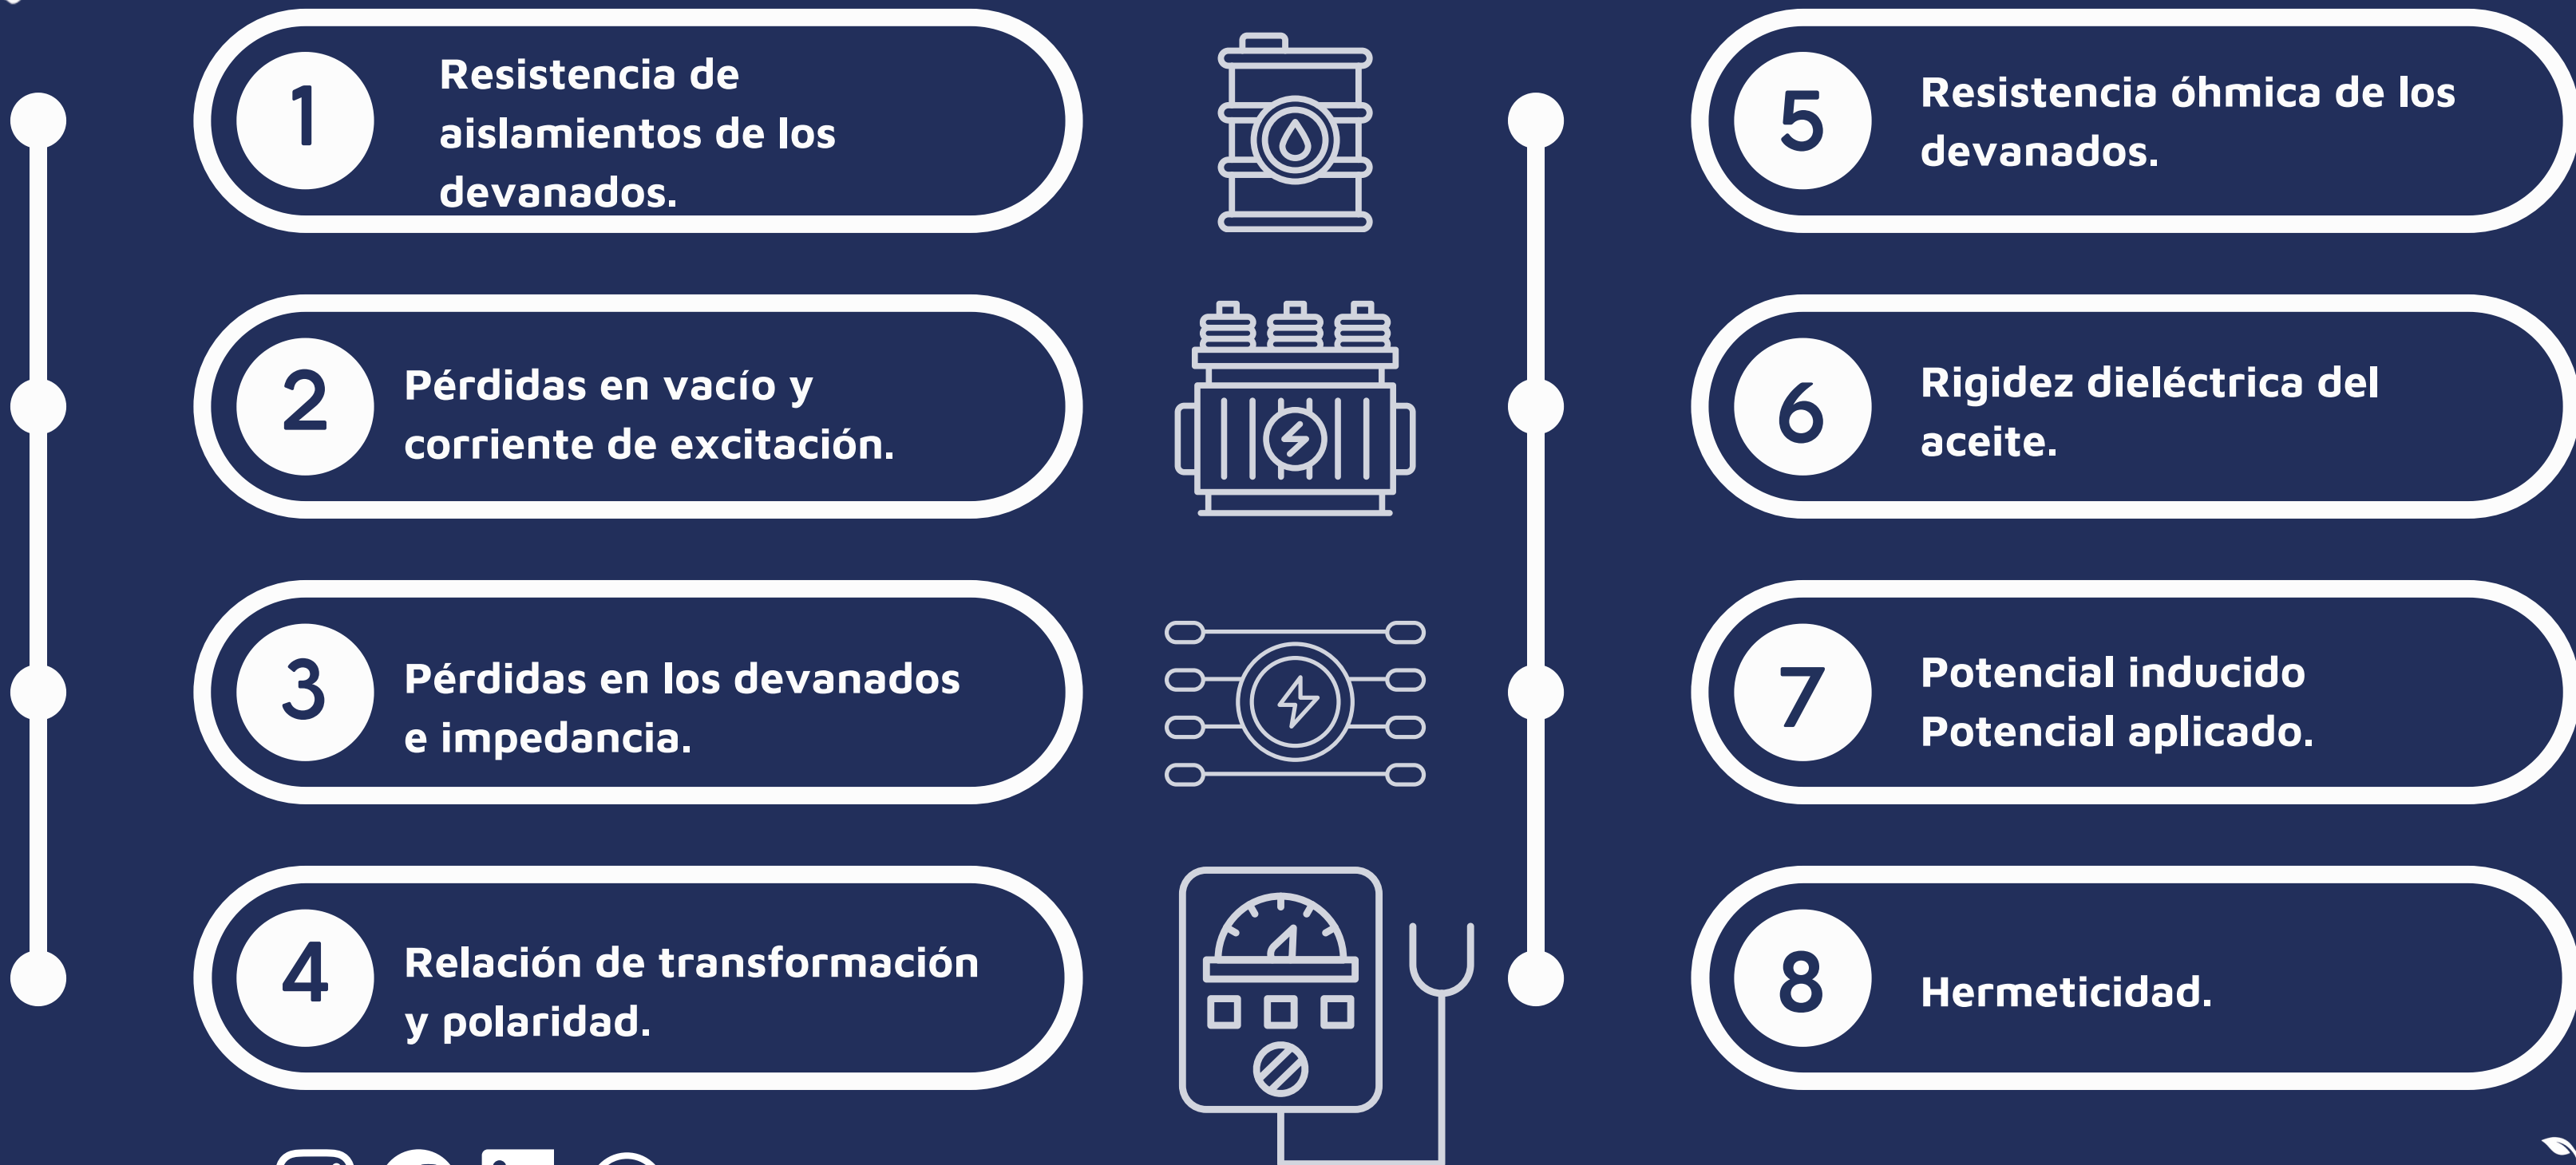 1
Resistencia de
aislamientos de los
devanados.
2
Pérdidas en vacío y
corriente de excitación.
3
Pérdidas en los devanados
e impedancia.
4
Relación de transformación
y polaridad.
5
Resistencia óhmica de los
devanados.
6
Rigidez dieléctrica del
aceite.
7
Potencial inducido
Potencial aplicado.
8
Hermeticidad.